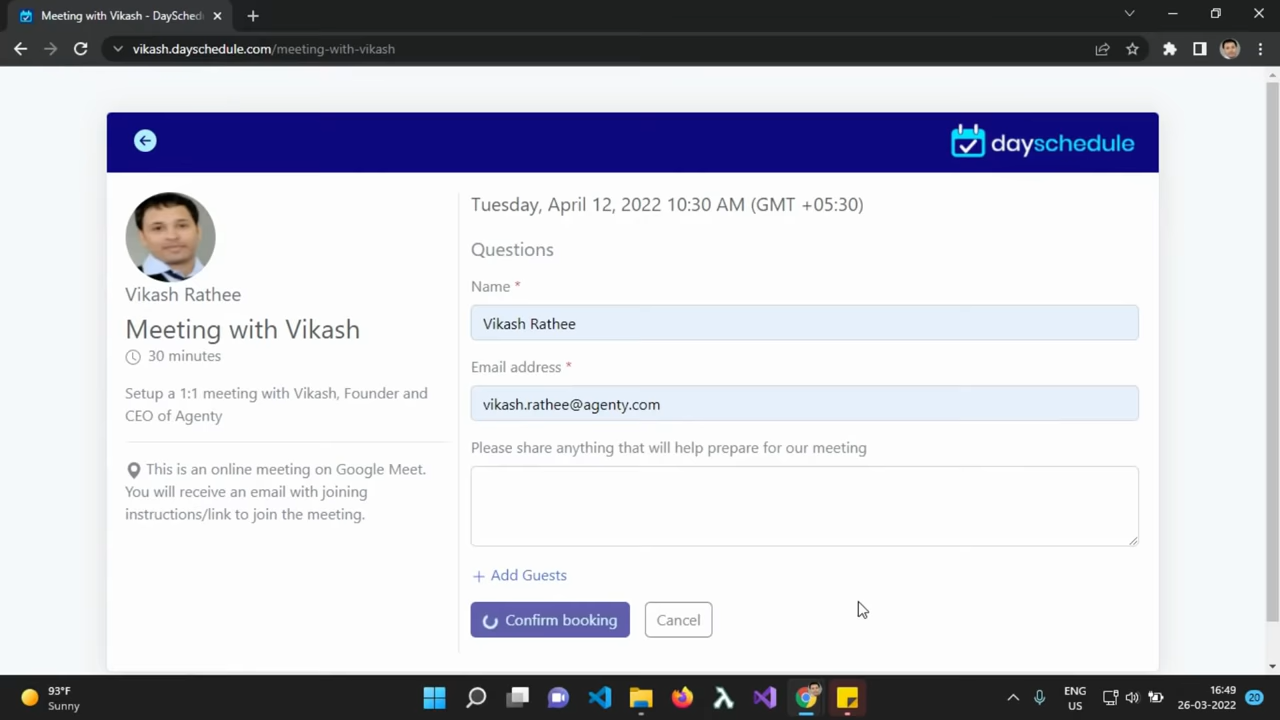 Meeting with Vikash - DaySched
vikash.dayschedule.com/meeting-with-vikash
dayschedule
Vikash Rathee
Meeting with Vikash
30 minutes
Setup a 1:1 meeting with Vikash, Founder and
CEO of Agenty
This is an online meeting on Google Meet.
You will receive an email with joining
instructions/link to join the meeting.
Tuesday, April 12, 2022 10:30 AM (GMT +05:30)
Questions
Name *
Vikash Rathee
Email address *
vikash.rathee@agenty.com
Please share anything that will help prepare for our meeting
+ Add Guests
Confirm booking
Cancel
93°F
Sunny
ENG
US
16:49
26-03-2022
20